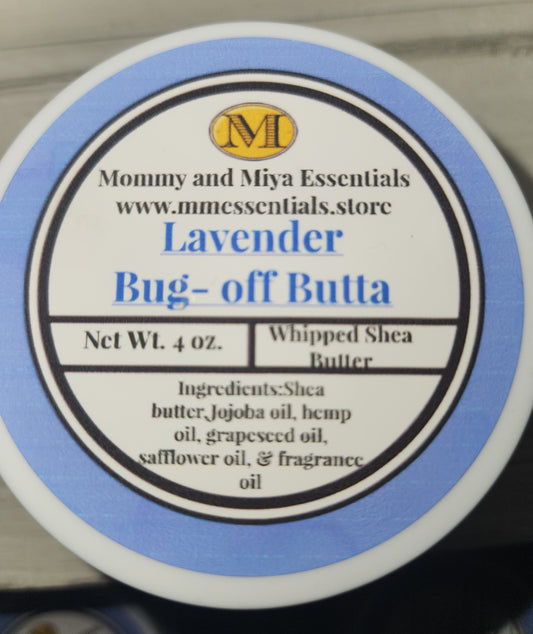 M
Mommy and Miya Essentials
www.mmessentials.store
Lavender
Bug- off Butta
Net Wt. 4 oz.
Whipped Shea
Butter
Ingredients:Shea
butter,Jojoba oil, hemp
oil, grapeseed oil,
safflower oil, & fragrance
oil